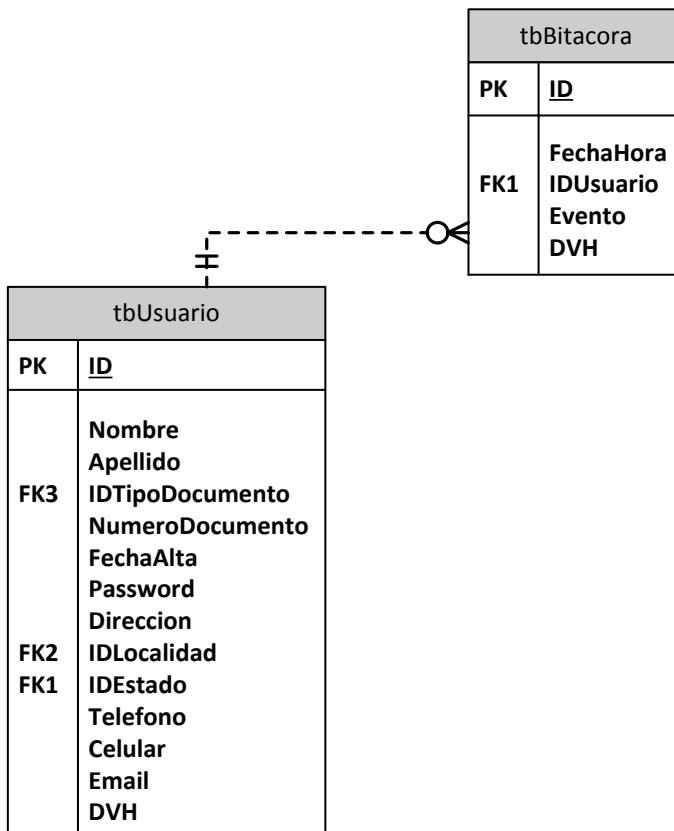 tbBitacora
PK ID
FechaHora
FK1 IDUsuario
Evento
DVH
tbUsuario
PK ID
Nombre
Apellido
FK3 IDTipoDocumento
NumeroDocumento
FechaAlta
Password
Direccion
FK2 IDLocalidad
FK1 IDEstado
Telefono
Celular
Email
DVH